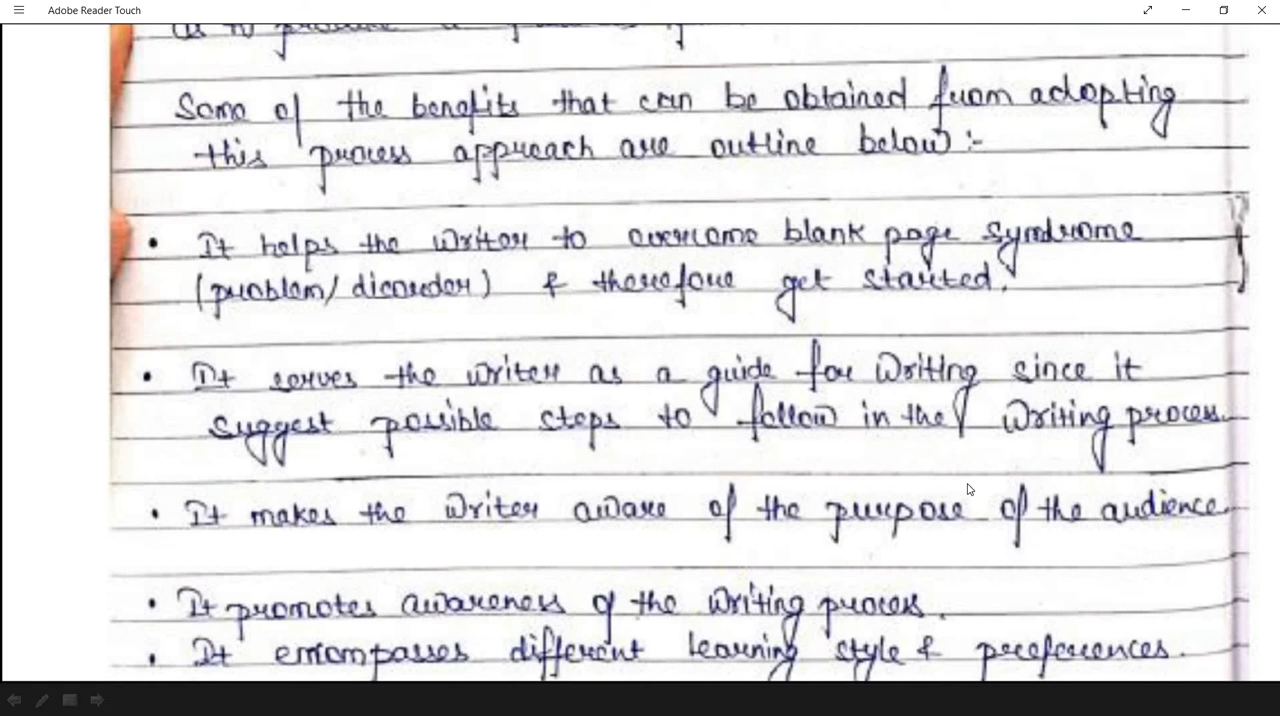 Adobe Reader Touch
as to
Some of the benefits that can be obtained from adopting
this process approach are outline below :-
• It helps the writer to overcome blank page syndrome
(problem/ dicorder) & therefore get started.
• It serves the writer as a guide for writing since it
suggest possible steps to follow in the writing process.
• It makes the writer aware of the purpose of the audience.
• It promotes awareness of the writing process.
• It encompasses different learning style & preferences.